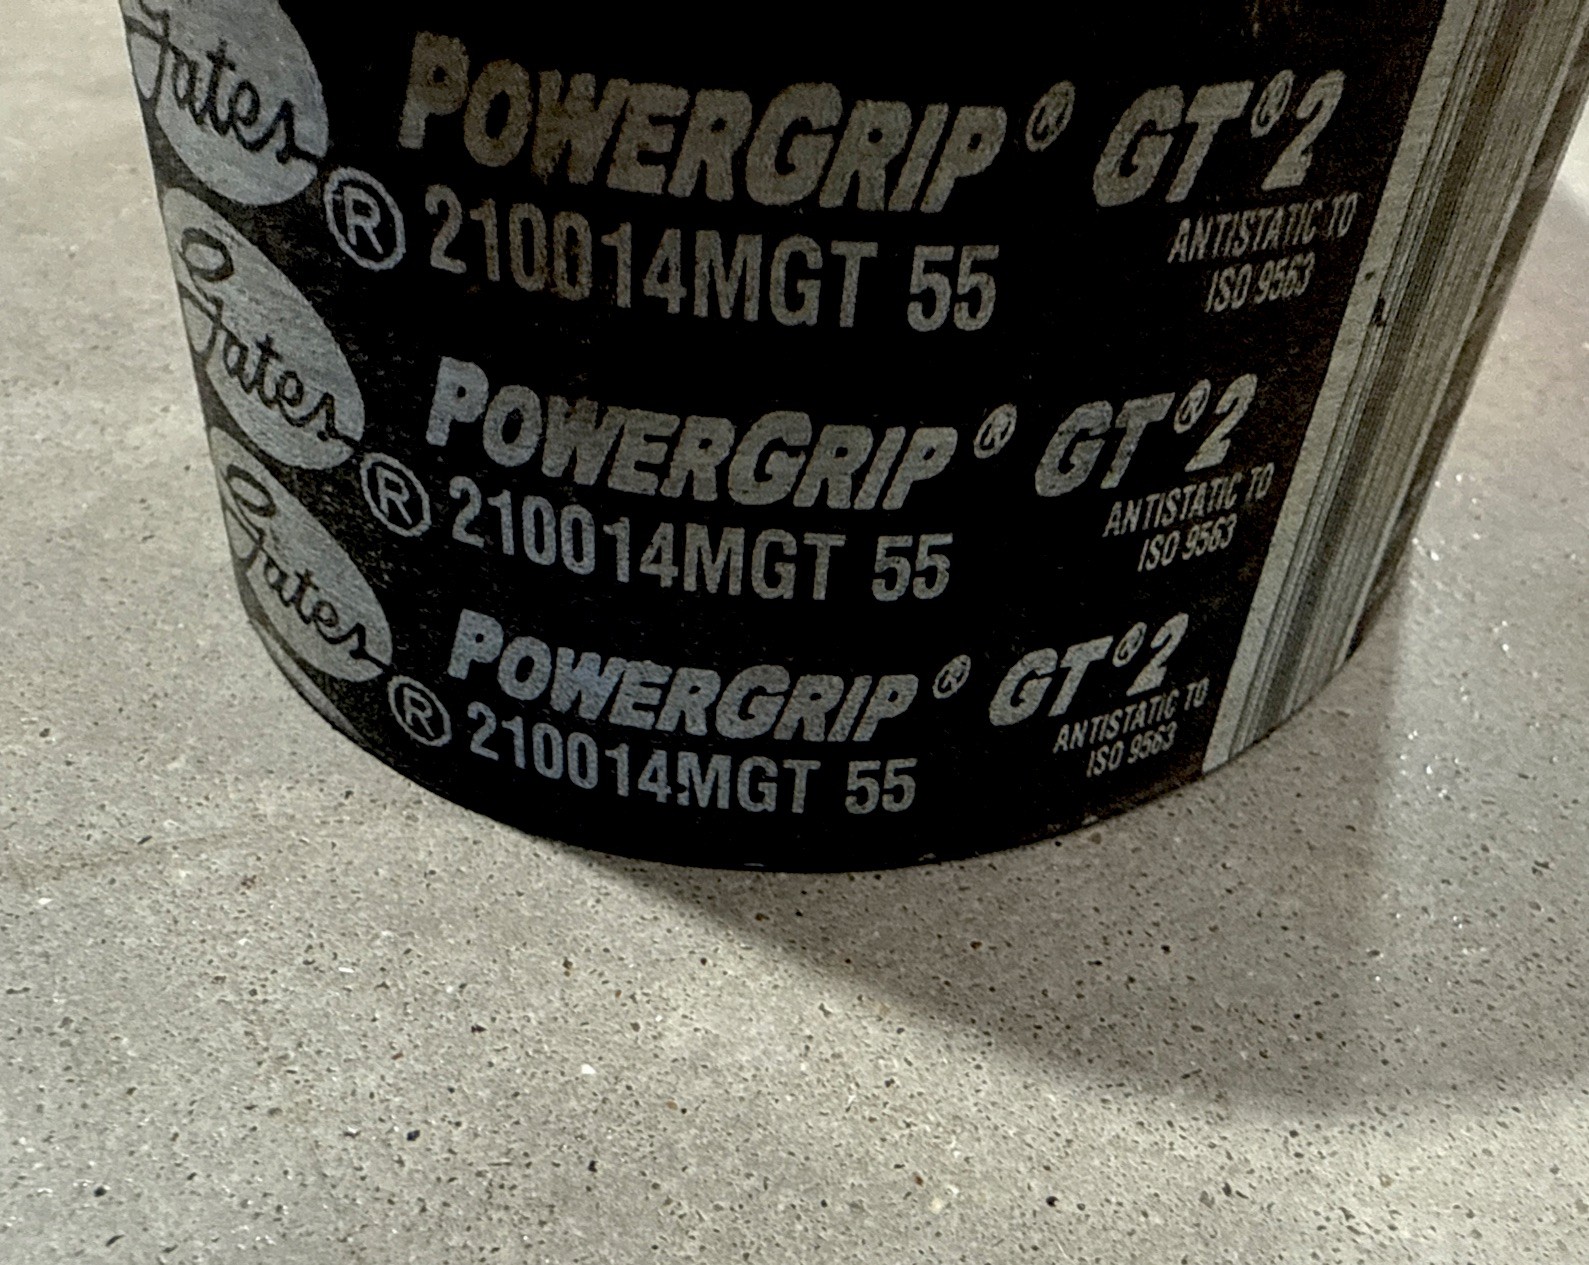 Gates®
POWERGRIP® GT®2
210014MGT 55
ANTISTATIC TO
ISO 9563
Gates®
POWERGRIP® GT®2
210014MGT 55
ANTISTATIC TO
ISO 9563
Gates®
POWERGRIP® GT®2
210014MGT 55
ANTISTATIC TO
ISO 9563